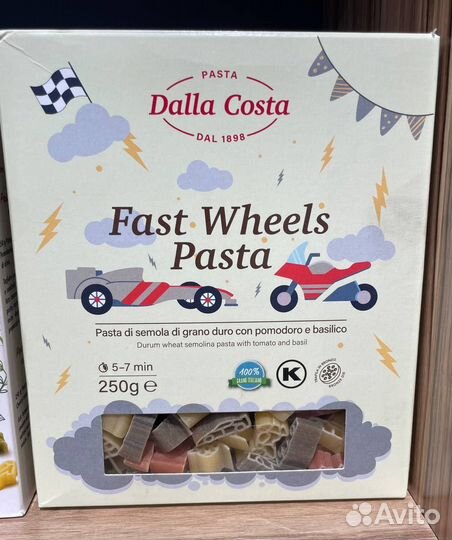 PASTA
Dalla Costa
DAL 1898
Fast Wheels
Pasta
Pasta di semola di grano duro con pomodoro e basilico
Durum wheat semolina pasta with tomato and basil
5-7 min
250g e
100%
GRANO ITALIANO
K
Avito